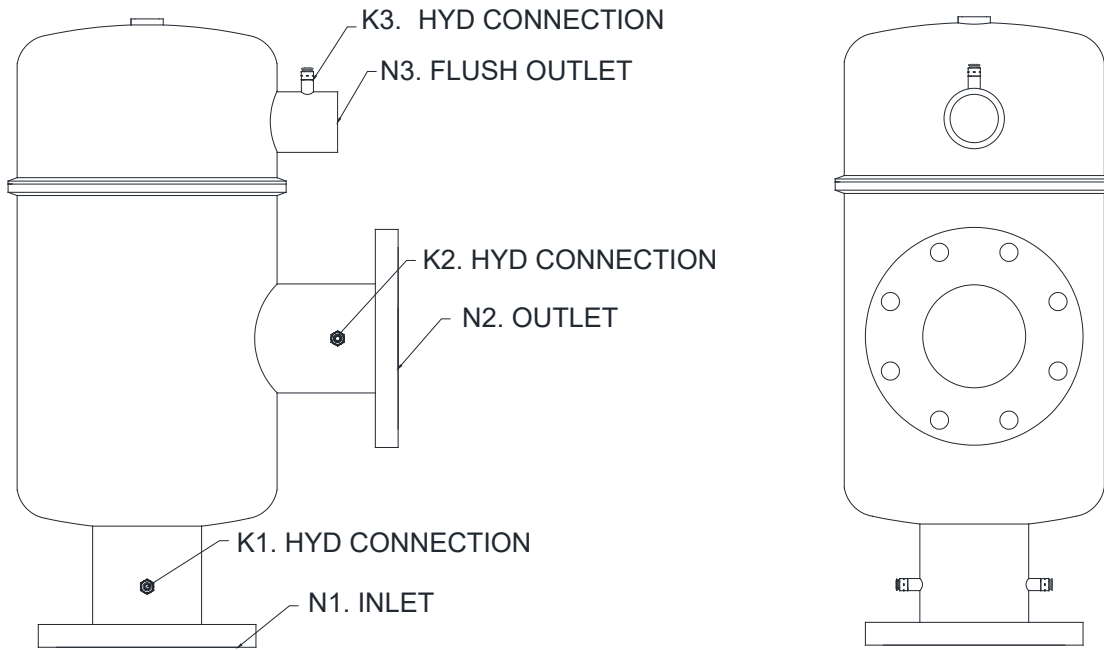 K3. HYD CONNECTION
N3. FLUSH OUTLET
K2. HYD CONNECTION
N2. OUTLET
K1. HYD CONNECTION
N1. INLET